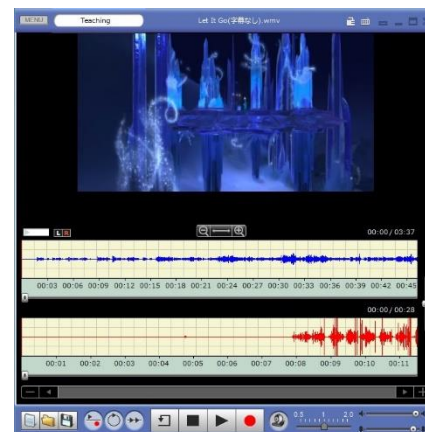 MENU Teaching Let It Go(字幕なし).wmv
L R 00:00 / 03:37
00:03 00:06 00:09 00:12 00:15 00:18 00:21 00:24 00:27 00:30 00:33 00:36 00:39 00:42 00:45
00:00 / 00:28
00:01 00:02 00:03 00:04 00:05 00:06 00:07 00:08 00:09 00:10 00:11
0.5 1 2.0